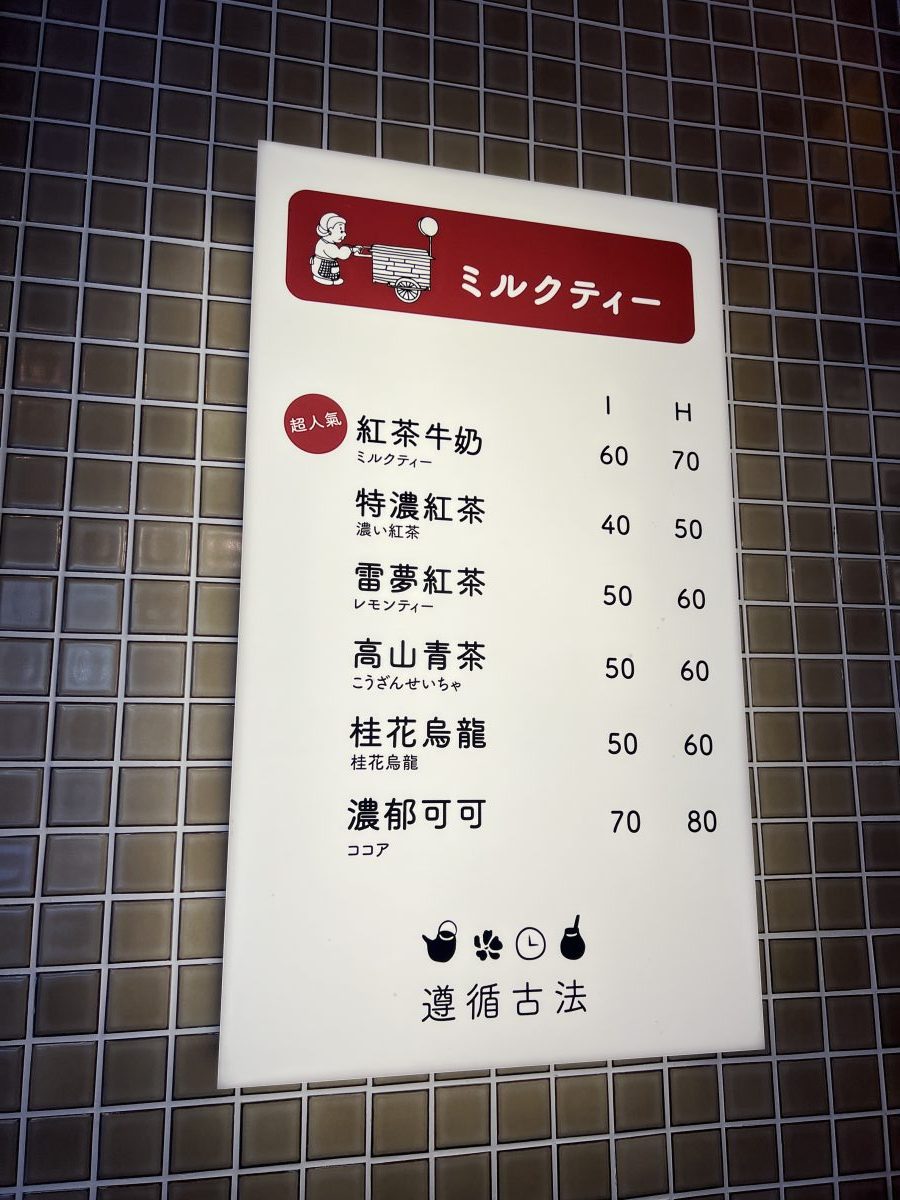 ミルクティー
I H
超人氣
紅茶牛奶 60 70
ミルクティー
特濃紅茶 40 50
濃い紅茶
雷夢紅茶 50 60
レモンティー
高山青茶 50 60
こうざんせいちゃ
桂花烏龍 50 60
桂花烏龍
濃郁可可 70 80
ココア
遵循古法